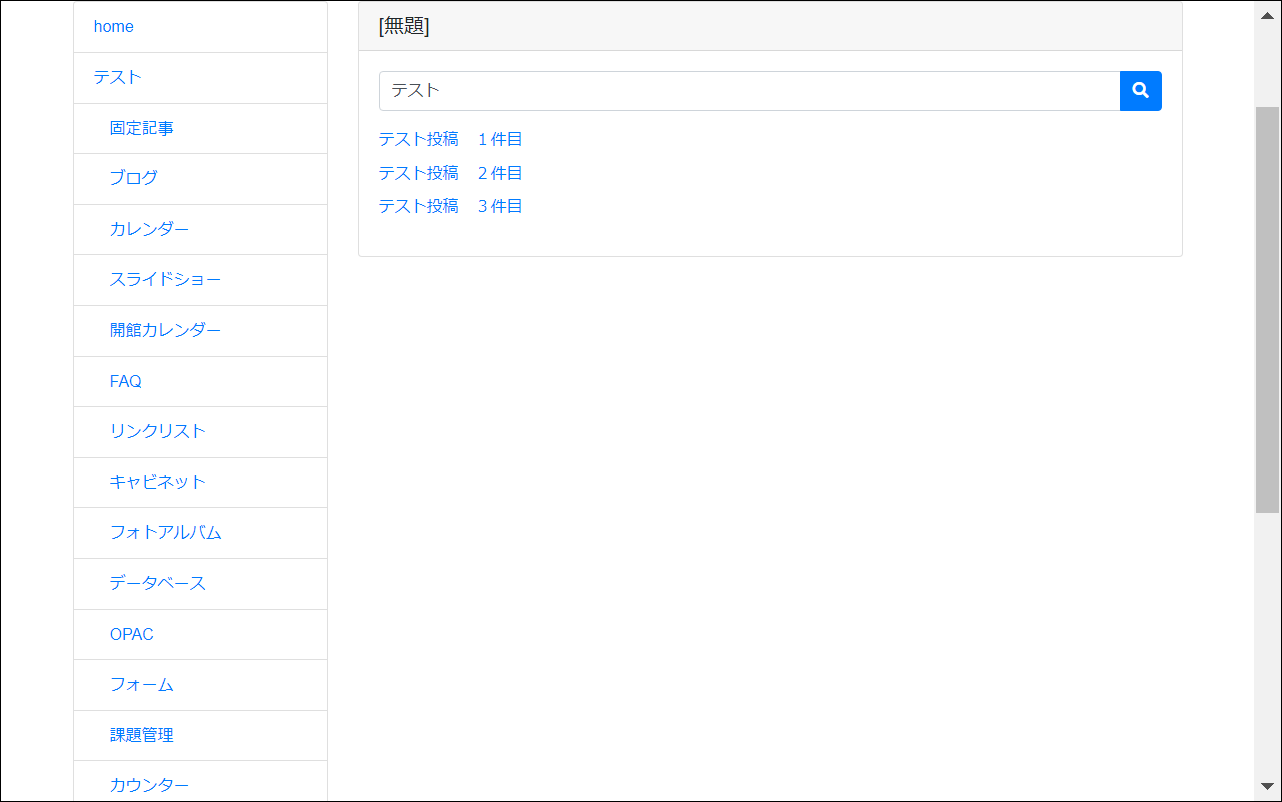 home
テスト
固定記事
ブログ
カレンダー
スライドショー
開館カレンダー
FAQ
リンクリスト
キャビネット
フォトアルバム
データベース
OPAC
フォーム
課題管理
カウンター
[無題]
テスト
テスト投稿　１件目
テスト投稿　２件目
テスト投稿　３件目